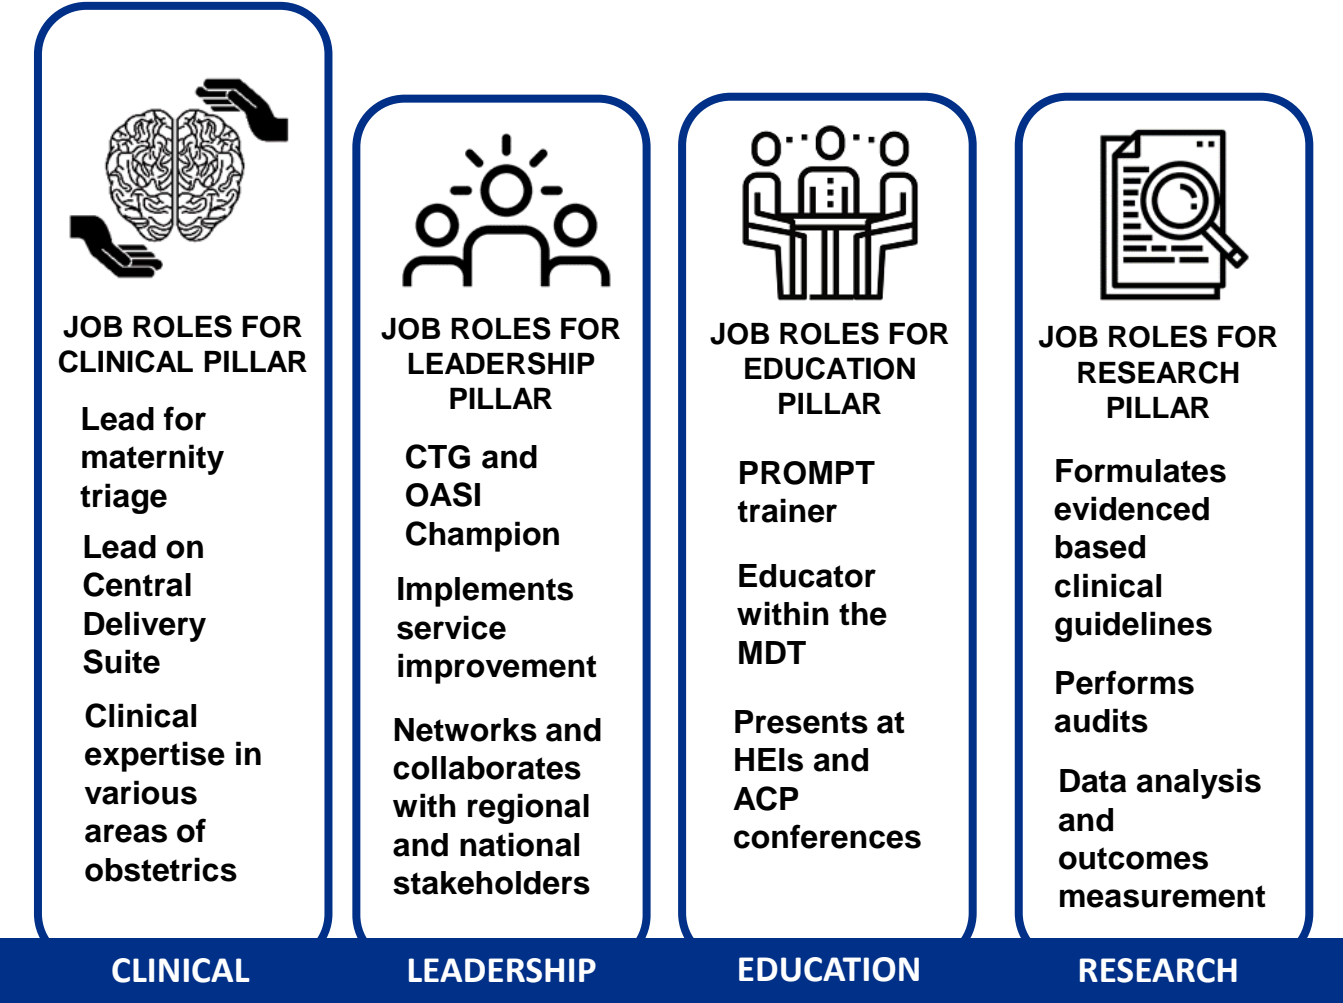 JOB ROLES FOR
CLINICAL PILLAR
Lead for
maternity
triage
Lead on
Central
Delivery
Suite
Clinical
expertise in
various
areas of
obstetrics
JOB ROLES FOR
LEADERSHIP
PILLAR
CTG and
OASI
Champion
Implements
service
improvement
Networks and
collaborates
with regional
and national
stakeholders
JOB ROLES FOR
EDUCATION
PILLAR
PROMPT
trainer
Educator
within the
MDT
Presents at
HEIs and
ACP
conferences
JOB ROLES FOR
RESEARCH
PILLAR
Formulates
evidenced
based
clinical
guidelines
Performs
audits
Data analysis
and
outcomes
measurement
CLINICAL
LEADERSHIP
EDUCATION
RESEARCH